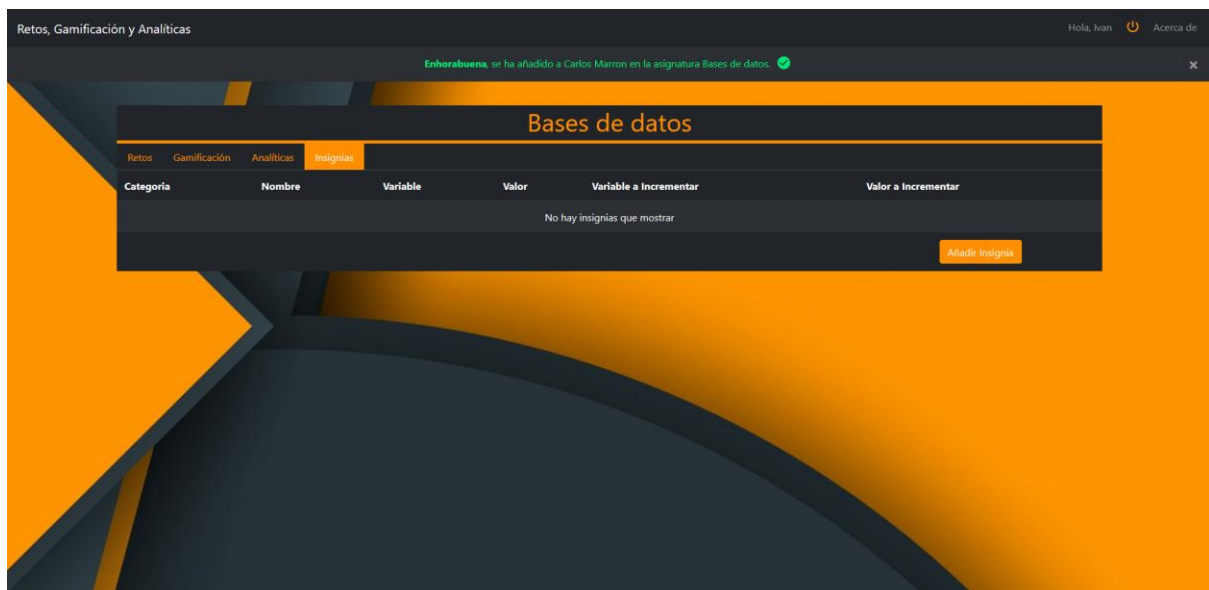 Retos, Gamificación y Analíticas
Hola, Ivan
Acerca de
Enhorabuena, se ha añadido a Carlos Marron en la asignatura Bases de datos.
Bases de datos
Retos Gamificación Analíticas Insignias
Categoria Nombre Variable Valor Variable a Incrementar Valor a Incrementar
No hay insignias que mostrar
Añadir Insignia